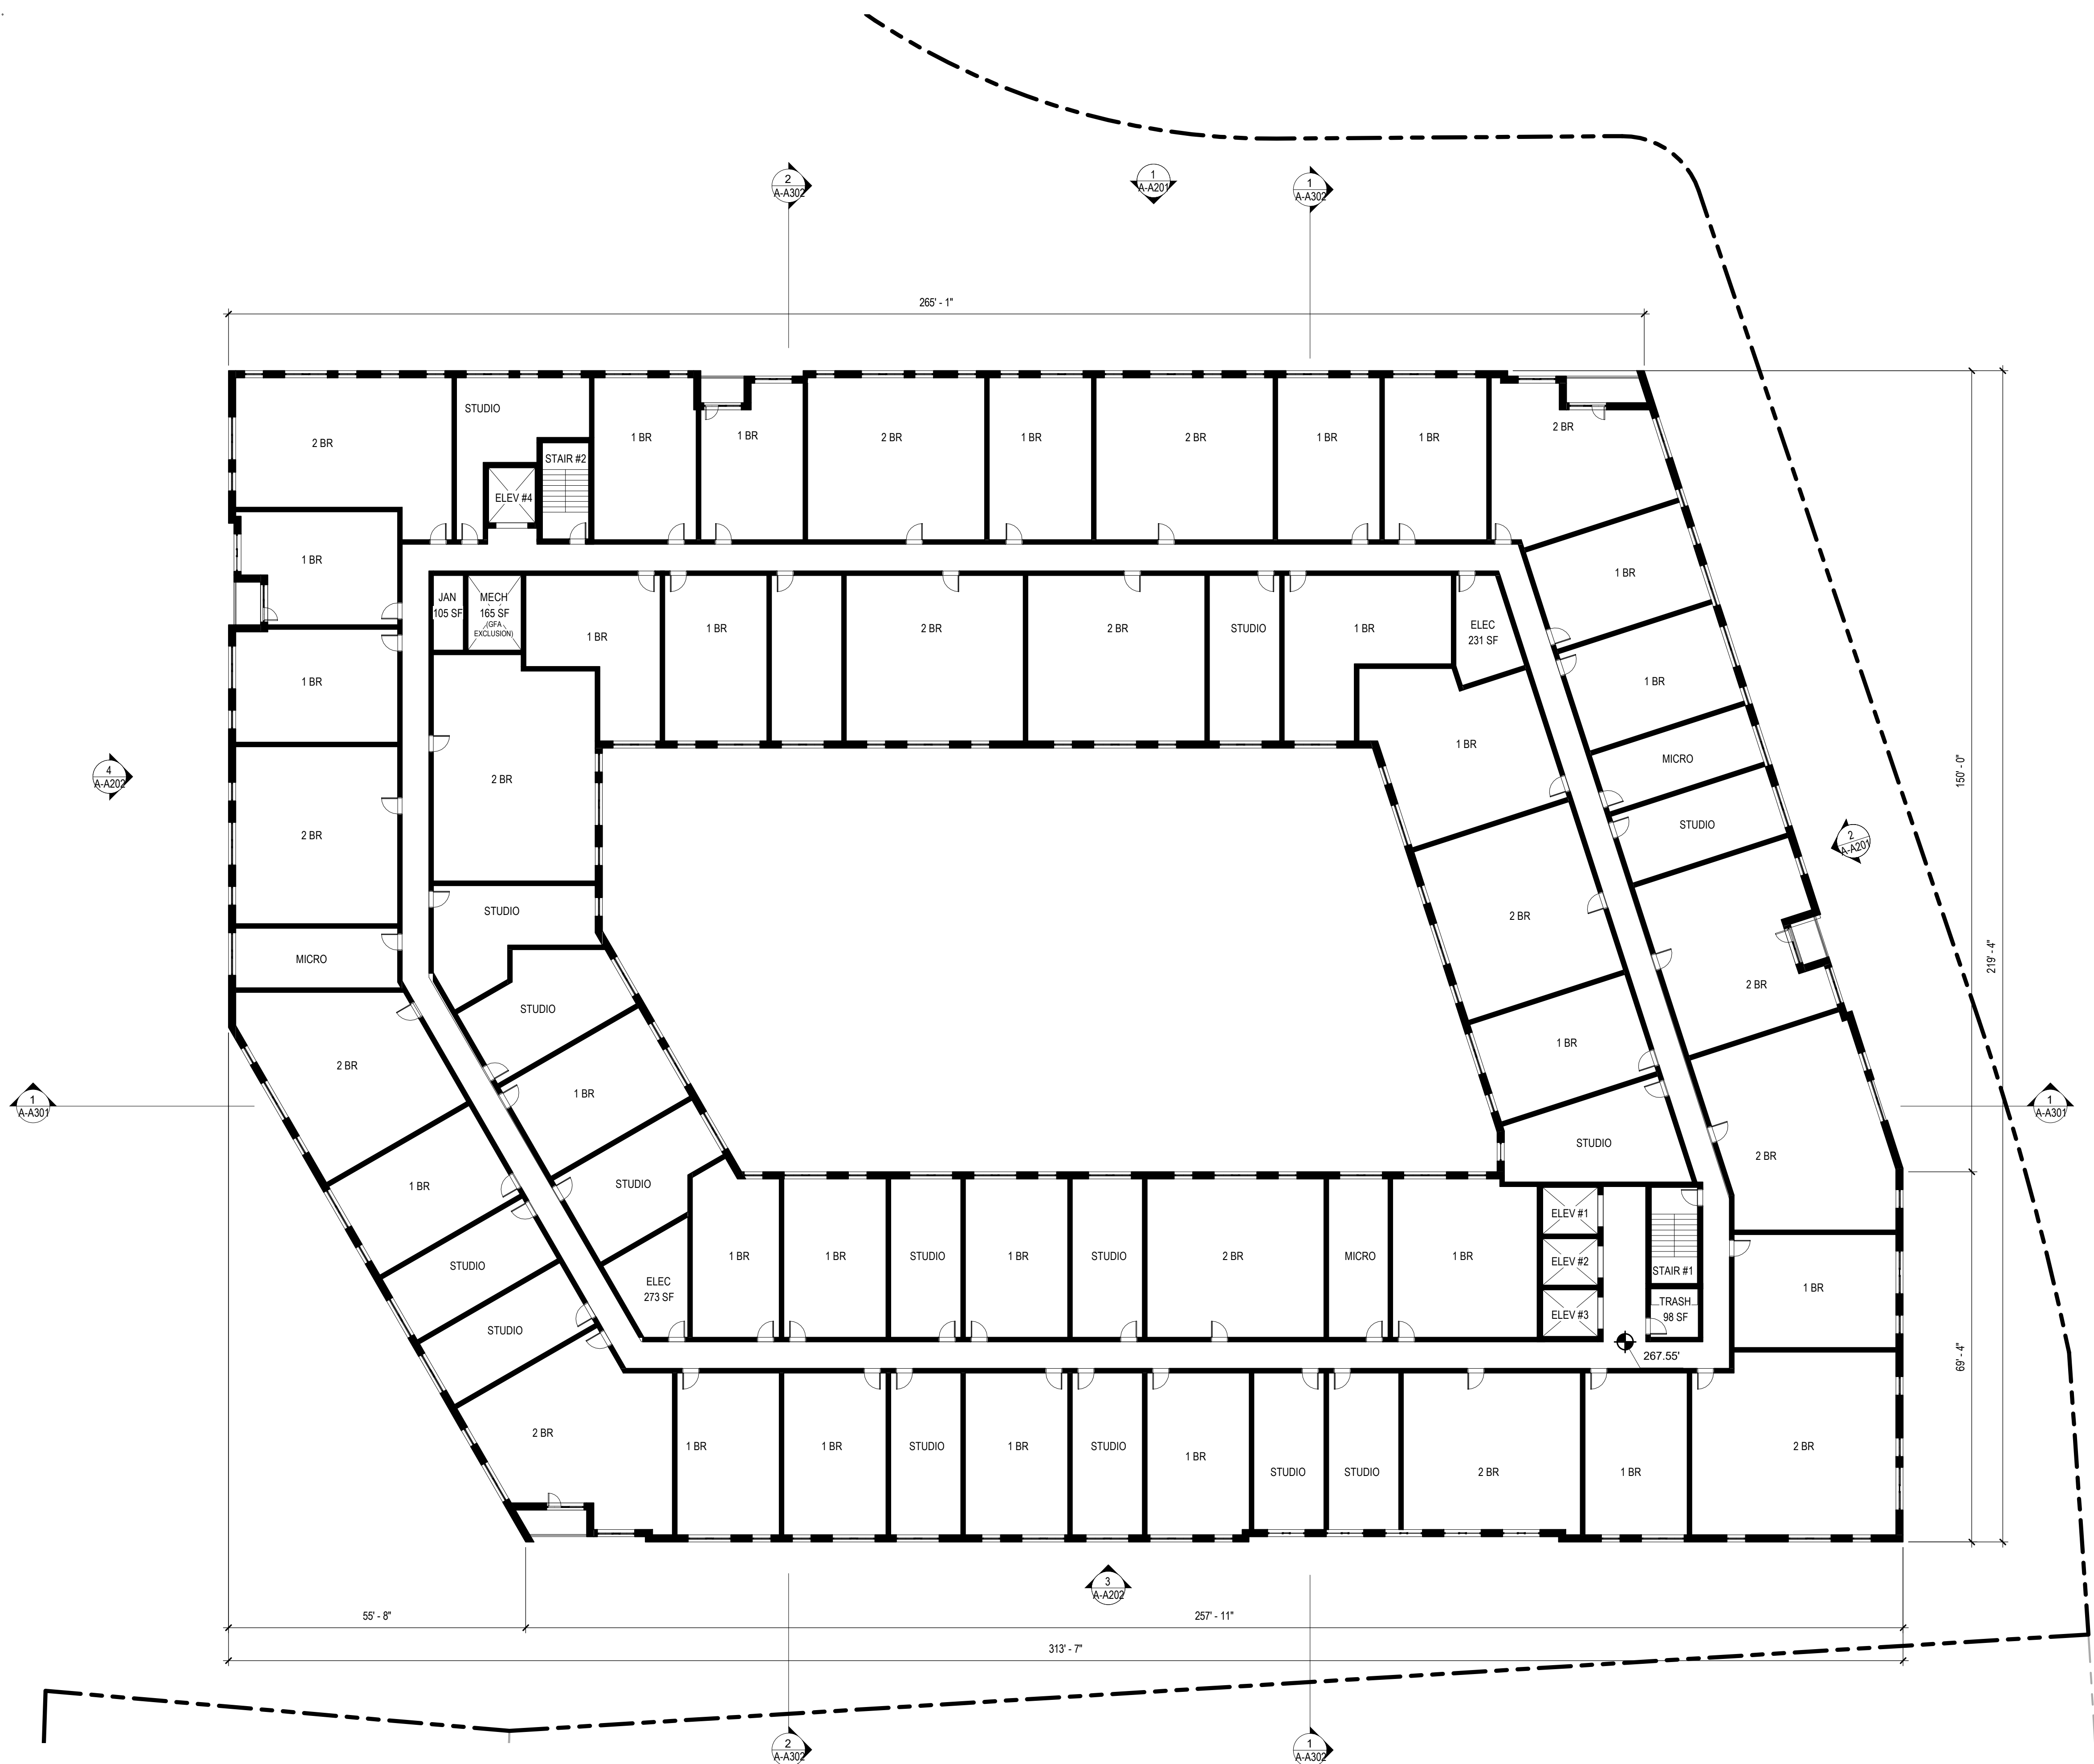 2
A-A302
1
A-A201
1
A-A302
265' - 1"
STUDIO
2 BR
1 BR
1 BR
2 BR
1 BR
2 BR
1 BR
1 BR
2 BR
STAIR #2
ELEV #4
1 BR
1 BR
JAN
105 SF
MECH
165 SF
(GFA
EXCLUSION)
1 BR
1 BR
2 BR
2 BR
STUDIO
1 BR
ELEC
231 SF
1 BR
1 BR
1 BR
MICRO
4
A-A202
2 BR
2 BR
150' - 0"
STUDIO
2
A-A201
STUDIO
2 BR
MICRO
219' - 4"
2 BR
STUDIO
1 BR
2 BR
1 BR
1
A-A301
1
A-A301
STUDIO
2 BR
1 BR
STUDIO
ELEV #1
1 BR
1 BR
STUDIO
1 BR
STUDIO
2 BR
MICRO
1 BR
ELEV #2
STAIR #1
STUDIO
ELEC
273 SF
1 BR
ELEV #3
TRASH
98 SF
STUDIO
267.55'
69' - 4"
2 BR
1 BR
1 BR
STUDIO
1 BR
STUDIO
1 BR
STUDIO
STUDIO
2 BR
1 BR
2 BR
3
A-A202
55' - 8"
257' - 11"
313' - 7"
2
A-A302
1
A-A302